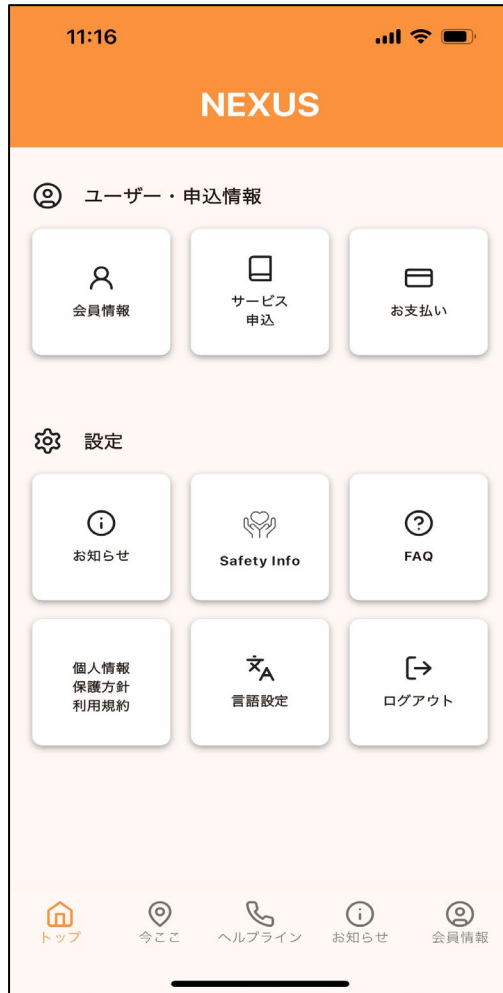 11:16
NEXUS
ユーザー・申込情報
会員情報
サービス
申込
お支払い
設定
お知らせ
Safety Info
FAQ
個人情報
保護方針
利用規約
言語設定
ログアウト
トップ
今ここ
ヘルプライン
お知らせ
会員情報